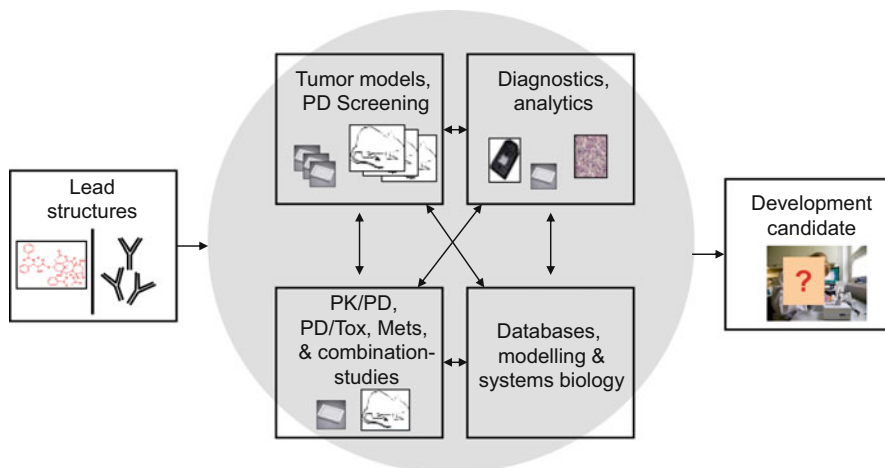 Lead
structures
Tumor models,
PD Screening
Diagnostics,
analytics
PK/PD,
PD/Tox, Mets,
& combination-
studies
Databases,
modelling &
systems biology
Development
candidate
?